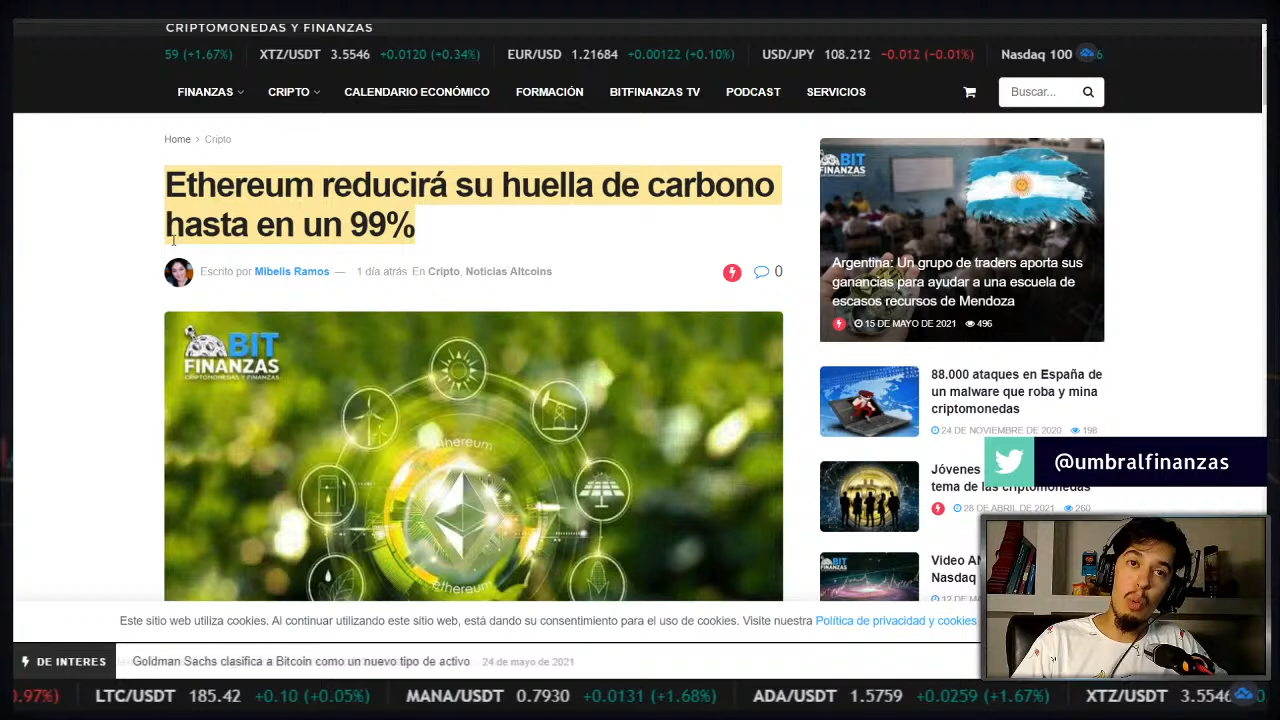 CRIPTOMONEDAS Y FINANZAS
59 (+1.67%) XTZ/USDT 3.5546 +0.0120 (+0.34%) EUR/USD 1.21684 +0.00122 (+0.10%) USD/JPY 108.212 −0.012 (−0.01%) Nasdaq 100 6
FINANZAS CRIPTO CALENDARIO ECONÓMICO FORMACIÓN BITFINANZAS TV PODCAST SERVICIOS Buscar...
Home > Cripto
Ethereum reducirá su huella de carbono
hasta en un 99%
Escrito por Mibelis Ramos — 1 día atrás En Cripto, Noticias Altcoins 0
BIT
FINANZAS
CRIPTOMONEDAS Y FINANZAS
ethereum
ethereum
BIT
FINANZAS
Argentina: Un grupo de traders aporta sus
ganancias para ayudar a una escuela de
escasos recursos de Mendoza
15 DE MAYO DE 2021 496
88.000 ataques en España de
un malware que roba y mina
criptomonedas
24 DE NOVIEMBRE DE 2020 198
@umbralfinanzas
Jóvenes
tema de las criptomonedas
28 DE ABRIL DE 2021 260
BIT
FINANZAS
Video
Nasdaq
Este sitio web utiliza cookies. Al continuar utilizando este sitio web, está dando su consentimiento para el uso de cookies. Visite nuestra Política de privacidad y cookies
DE INTERES Goldman Sachs clasifica a Bitcoin como un nuevo tipo de activo 24 de mayo de 2021
0.97%) LTC/USDT 185.42 +0.10 (+0.05%) MANA/USDT 0.7930 +0.0131 (+1.68%) ADA/USDT 1.5759 +0.0259 (+1.67%) XTZ/USDT 3.5546